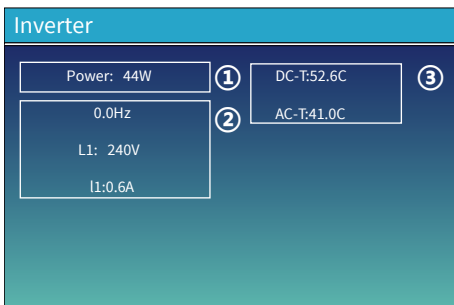 Inverter
Power: 44W
①
0.0Hz
L1: 240V
l1:0.6A
②
DC-T:52.6C
AC-T:41.0C
③